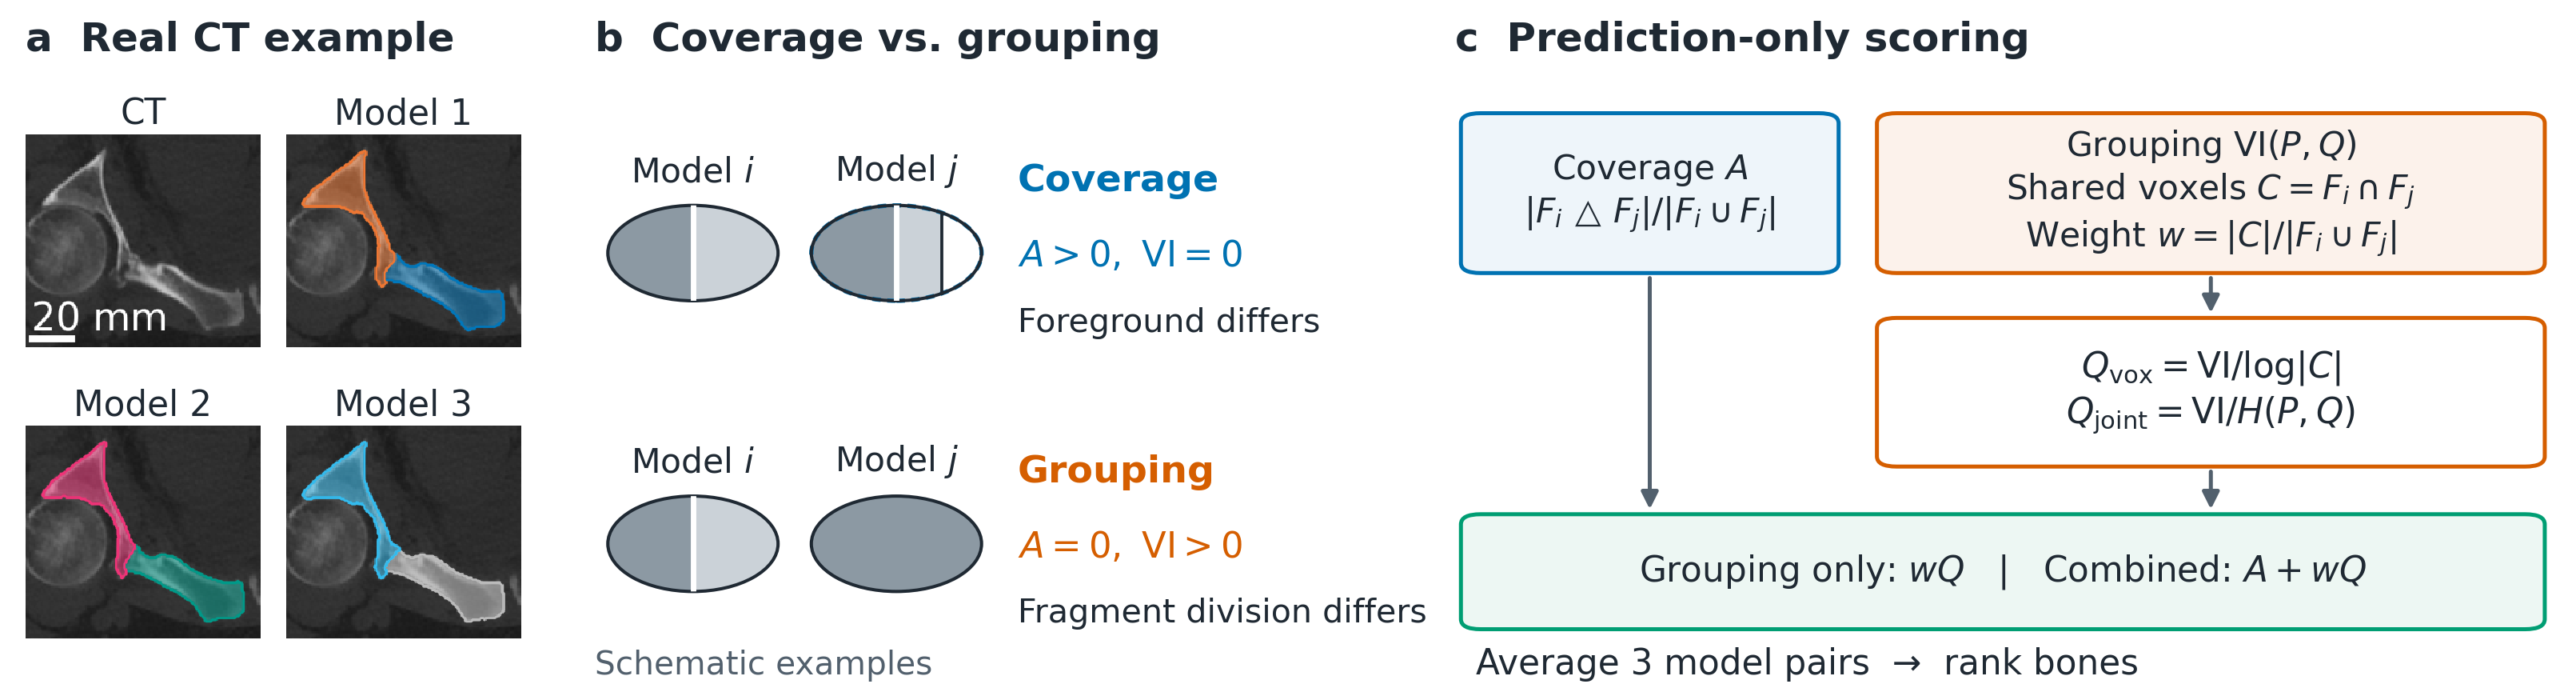 a Real CT example
CT
Model 1
20 mm
Model 2
Model 3
b Coverage vs. grouping
Model i
Model j
Coverage
A > 0, VI = 0
Foreground differs
Model i
Model j
Grouping
A = 0, VI > 0
Fragment division differs
Schematic examples
c Prediction-only scoring
Coverage A
|F_i △ F_j|/|F_i ∪ F_j|
Grouping VI(P, Q)
Shared voxels C = F_i ∩ F_j
Weight w = |C|/|F_i ∪ F_j|
Q_vox = VI/log|C|
Q_joint = VI/H(P, Q)
Grouping only: wQ | Combined: A + wQ
Average 3 model pairs → rank bones